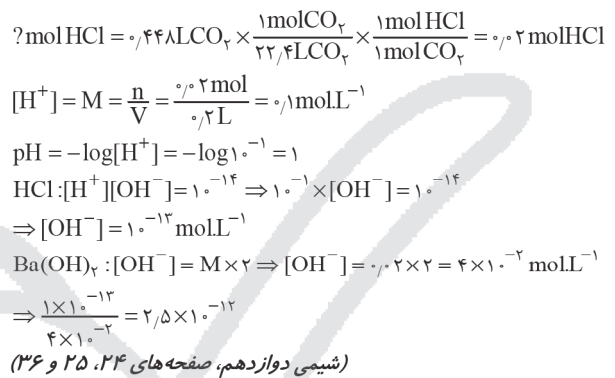 ?mol HCl = ۰/۴۴۸LCO₂ × ۱molCO₂/۲۲/۴LCO₂ × ۱mol HCl/۱mol CO₂ = ۰/۰۲molHCl
[H⁺] = M = n/V = ۰/۰۲mol/۰/۲L = ۰/۱mol.L⁻¹
pH = −log[H⁺] = −log۱۰⁻¹ = ۱
HCl :[H⁺][OH⁻]= ۱۰⁻¹⁴ ⇒ ۱۰⁻¹ ×[OH⁻] = ۱۰⁻¹⁴
⇒ [OH⁻] = ۱۰⁻¹³ mol.L⁻¹
Ba(OH)₂ : [OH⁻] = M × ۲ ⇒ [OH⁻] = ۰/۰۲ × ۲ = ۴ × ۱۰⁻² mol.L⁻¹
⇒ ۱×۱۰⁻¹³/۴×۱۰⁻² = ۲/۵ × ۱۰⁻¹²
(شیمی دوازدهم، صفحه‌های ۲۴، ۲۵ و ۳۶)